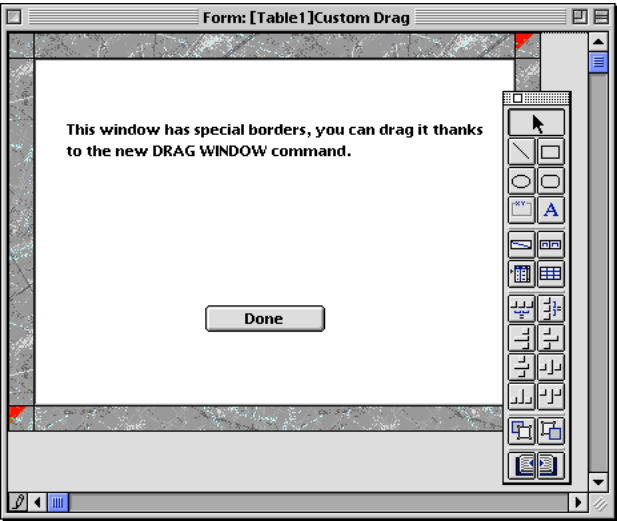 Form: [Table1]Custom Drag
This window has special borders, you can drag it thanks
to the new DRAG WINDOW command.
XY
A
Done